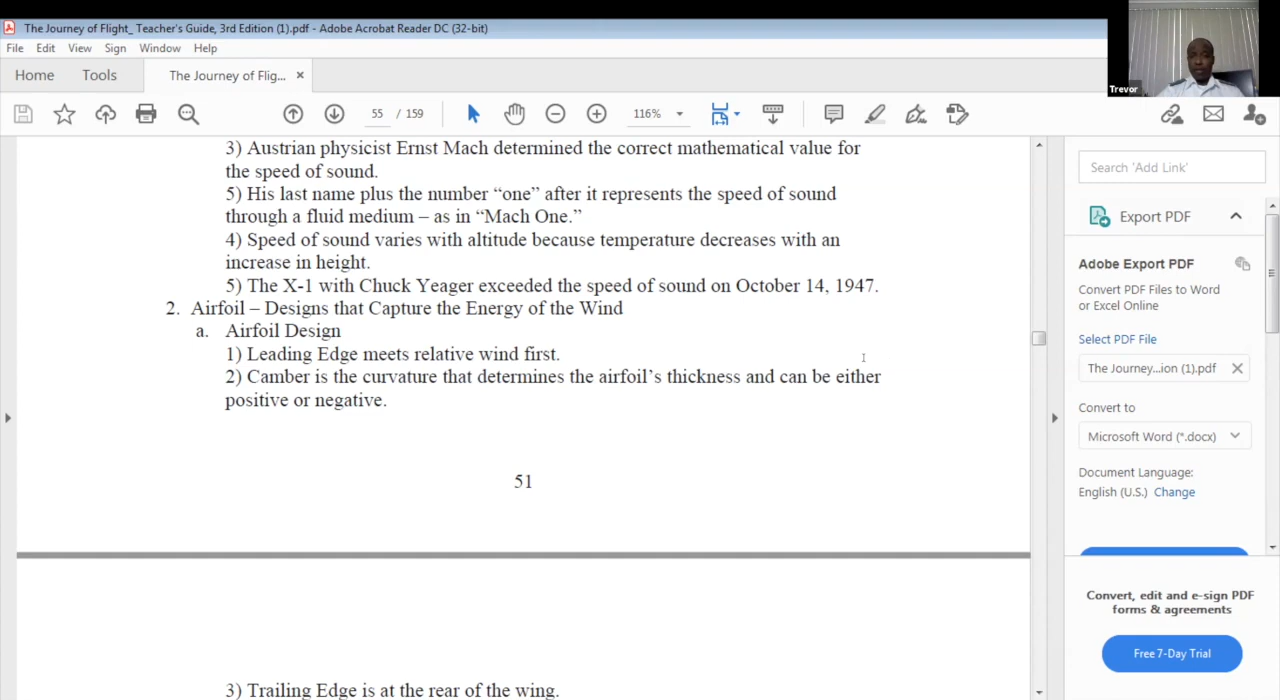 The Journey of Flight_ Teacher's Guide, 3rd Edition (1).pdf - Adobe Acrobat Reader DC (32-bit)
File Edit View Sign Window Help
Home Tools The Journey of Flig... ×
55 / 159 116%
Trevor
3) Austrian physicist Ernst Mach determined the correct mathematical value for
the speed of sound.
5) His last name plus the number “one” after it represents the speed of sound
through a fluid medium – as in “Mach One.”
4) Speed of sound varies with altitude because temperature decreases with an
increase in height.
5) The X-1 with Chuck Yeager exceeded the speed of sound on October 14, 1947.
2. Airfoil – Designs that Capture the Energy of the Wind
a. Airfoil Design
1) Leading Edge meets relative wind first.
2) Camber is the curvature that determines the airfoil’s thickness and can be either
positive or negative.
51
3) Trailing Edge is at the rear of the wing.
Search 'Add Link'
Export PDF
Adobe Export PDF
Convert PDF Files to Word
or Excel Online
Select PDF File
The Journey...ion (1).pdf
Convert to
Microsoft Word (*.docx)
Document Language:
English (U.S.) Change
Convert, edit and e-sign PDF
forms & agreements
Free 7-Day Trial